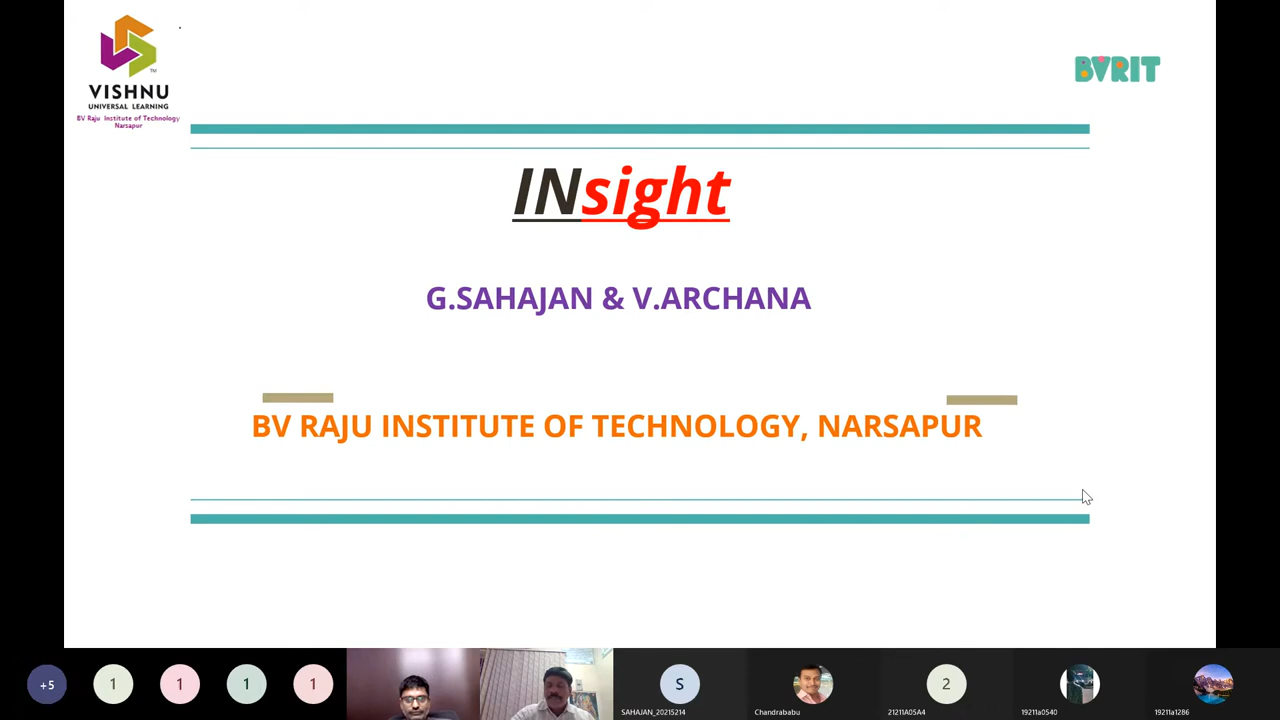 VISHNU
UNIVERSAL LEARNING
BV Raju Institute of Technology
Narsapur
TM
BVRIT
INsight
G.SAHAJAN & V.ARCHANA
BV RAJU INSTITUTE OF TECHNOLOGY, NARSAPUR
+5
1
1
1
1
S
2
SAHAJAN_20215214
Chandrababu
21211A05A4
19211a0540
19211a1286